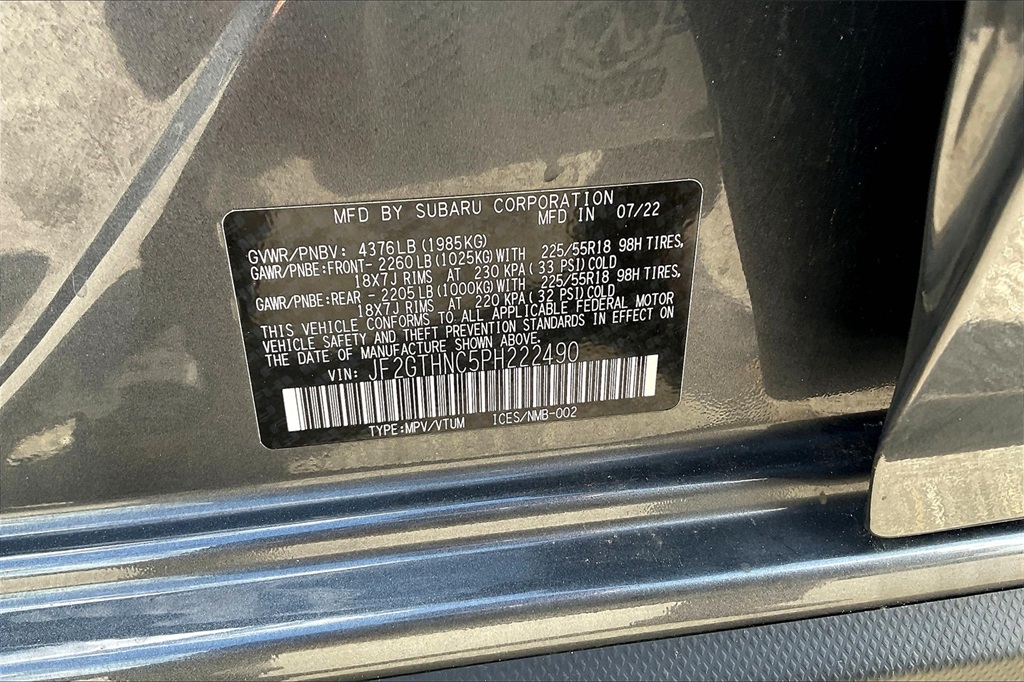 MFD BY SUBARU CORPORATION
MFD IN 07/22
GVWR/PNBV: 4376LB(1985KG)
GAWR/PNBE:FRONT-2260LB(1025KG)WITH 225/55R18 98H TIRES,
18X7J RIMS AT 230 KPA(33 PSI)COLD
GAWR/PNBE:REAR -2205LB(1000KG)WITH 225/55R18 98H TIRES,
18X7J RIMS AT 220 KPA(32 PSI)COLD
THIS VEHICLE CONFORMS TO ALL APPLICABLE FEDERAL MOTOR
VEHICLE SAFETY AND THEFT PREVENTION STANDARDS IN EFFECT ON
THE DATE OF MANUFACTURE SHOWN ABOVE.
VIN: JF2GTHNC5PH222490
TYPE:MPV/VTUM ICES/NMB-002